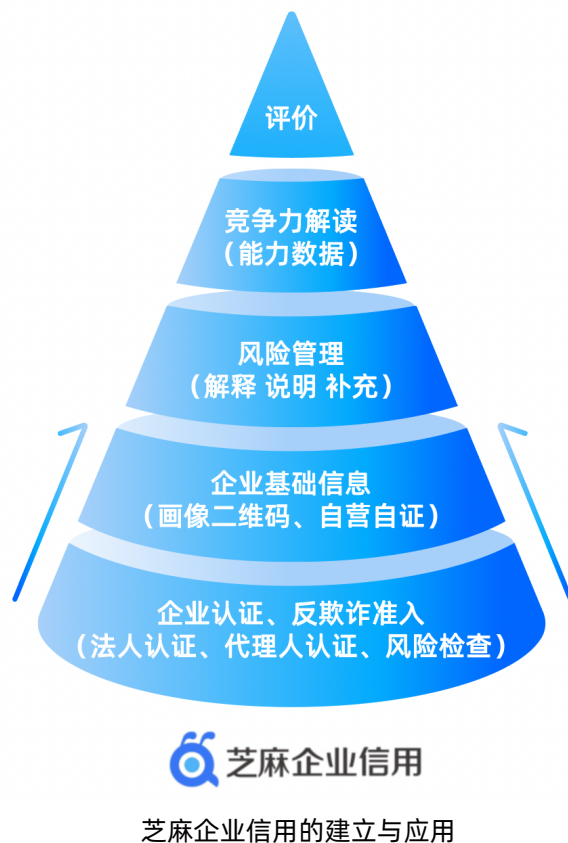 评价
竞争力解读
（能力数据）
风险管理
（解释 说明 补充）
企业基础信息
（画像二维码、自营自证）
企业认证、反欺诈准入
（法人认证、代理人认证、风险检查）
芝麻企业信用
芝麻企业信用的建立与应用